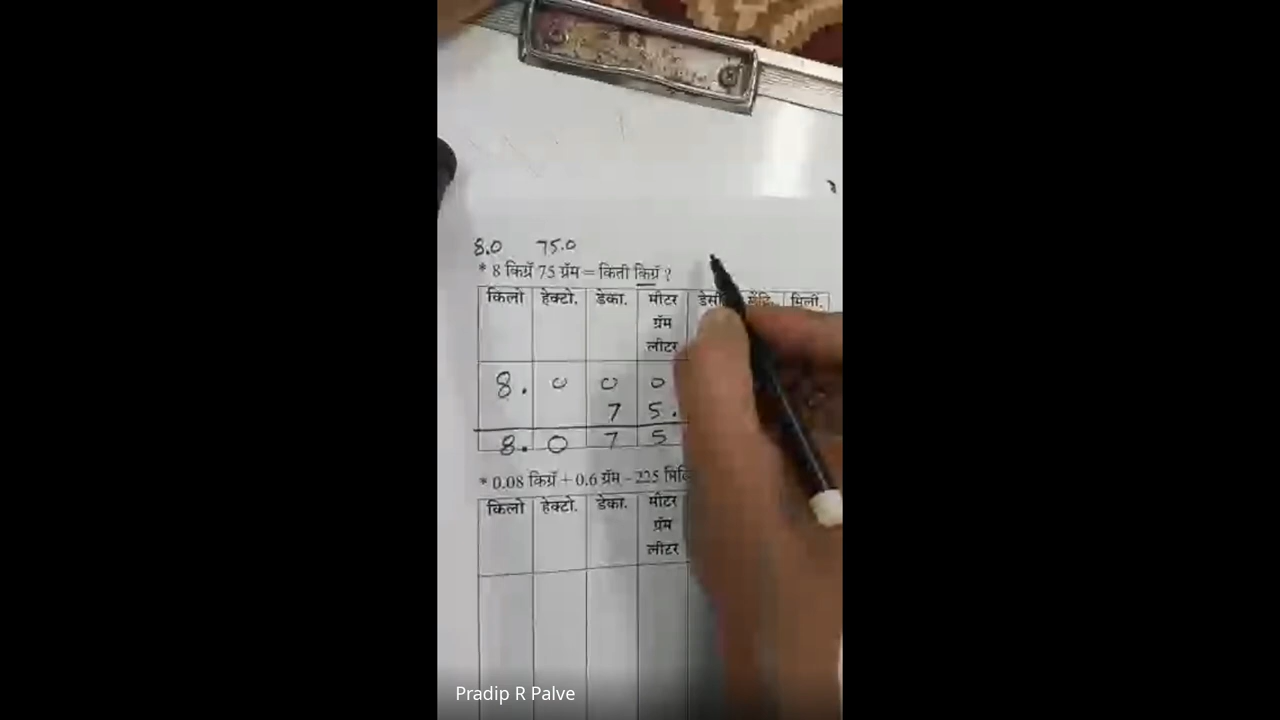 8.0 75.0
* 8 किग्रॅ 75 ग्रॅम = किती किग्रॅ ?
किलो हेक्टो. डेका. मीटर ग्रॅम लीटर डेसी सेंटि. मिली.
8. 0 0 0
7 5.
8. 0 7 5
* 0.08 किग्रॅ + 0.6 ग्रॅम - 225
किलो हेक्टो. डेका. मीटर ग्रॅम लीटर
Pradip R Palve